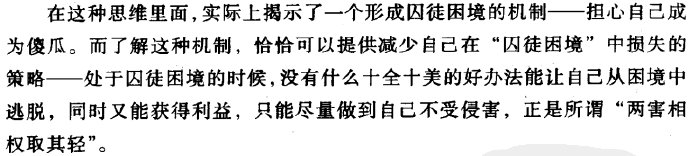 在这种思维里面,实际上揭示了一个形成囚徒困境的机制——担心自己成
为傻瓜。而了解这种机制，恰恰可以提供减少自己在“囚徒困境”中损失的
策略——处于囚徒困境的时候,没有什么十全十美的好办法能让自己从困境中
逃脱，同时又能获得利益，只能尽量做到自己不受侵害，正是所谓“两害相
权取其轻”。